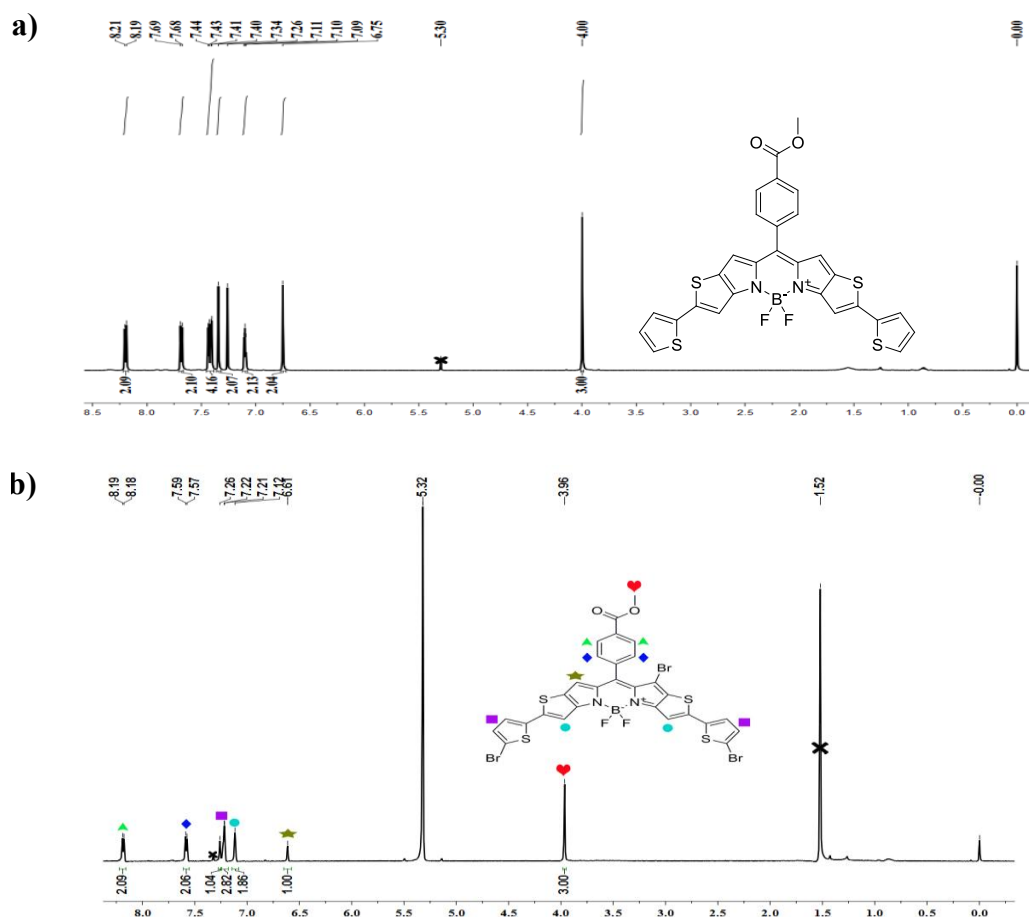 a)
8.21 8.19 7.69 7.68 7.44 7.43 7.41 7.40 7.34 7.26 7.11 7.10 7.09 6.75 5.30 4.00 -0.00
O O
S N B- N+ S
F F
S S
2.09 2.10 4.16 2.07 2.13 2.04 3.00
8.5 8.0 7.5 7.0 6.5 6.0 5.5 5.0 4.5 4.0 3.5 3.0 2.5 2.0 1.5 1.0 0.5 0.0
b)
8.19 8.18 7.59 7.57 7.26 7.22 7.21 7.12 6.61 5.32 3.96 1.52 -0.00
O O
Br
S N B- N+ S
F F
S S
Br Br
2.09 2.06 1.04 2.82 1.86 1.00 3.00
8.0 7.5 7.0 6.5 6.0 5.5 5.0 4.5 4.0 3.5 3.0 2.5 2.0 1.5 1.0 0.5 0.0